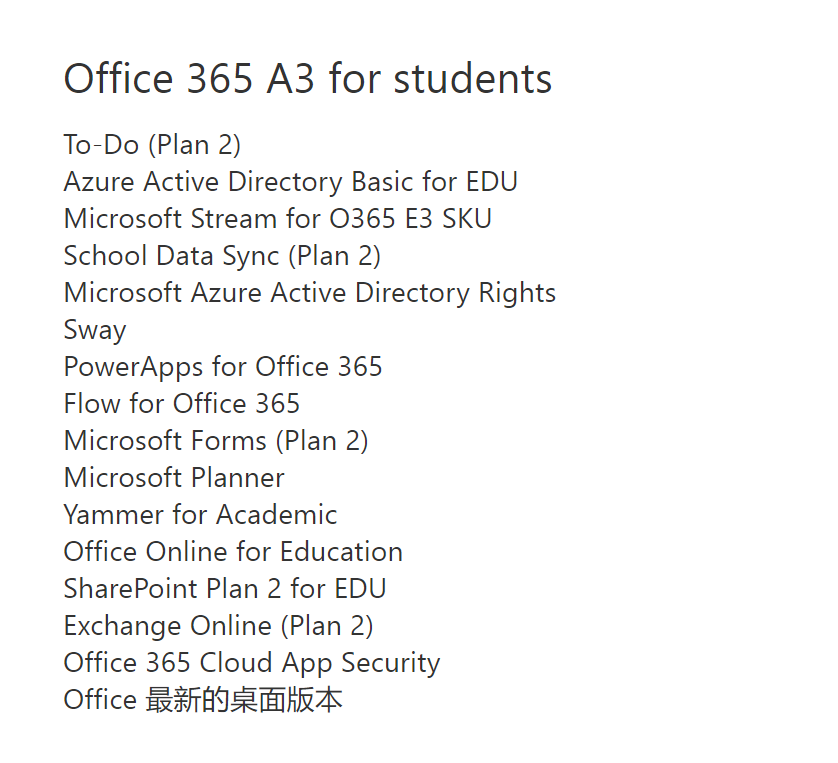 Office 365 A3 for students
To-Do (Plan 2)
Azure Active Directory Basic for EDU
Microsoft Stream for O365 E3 SKU
School Data Sync (Plan 2)
Microsoft Azure Active Directory Rights
Sway
PowerApps for Office 365
Flow for Office 365
Microsoft Forms (Plan 2)
Microsoft Planner
Yammer for Academic
Office Online for Education
SharePoint Plan 2 for EDU
Exchange Online (Plan 2)
Office 365 Cloud App Security
Office 最新的桌面版本